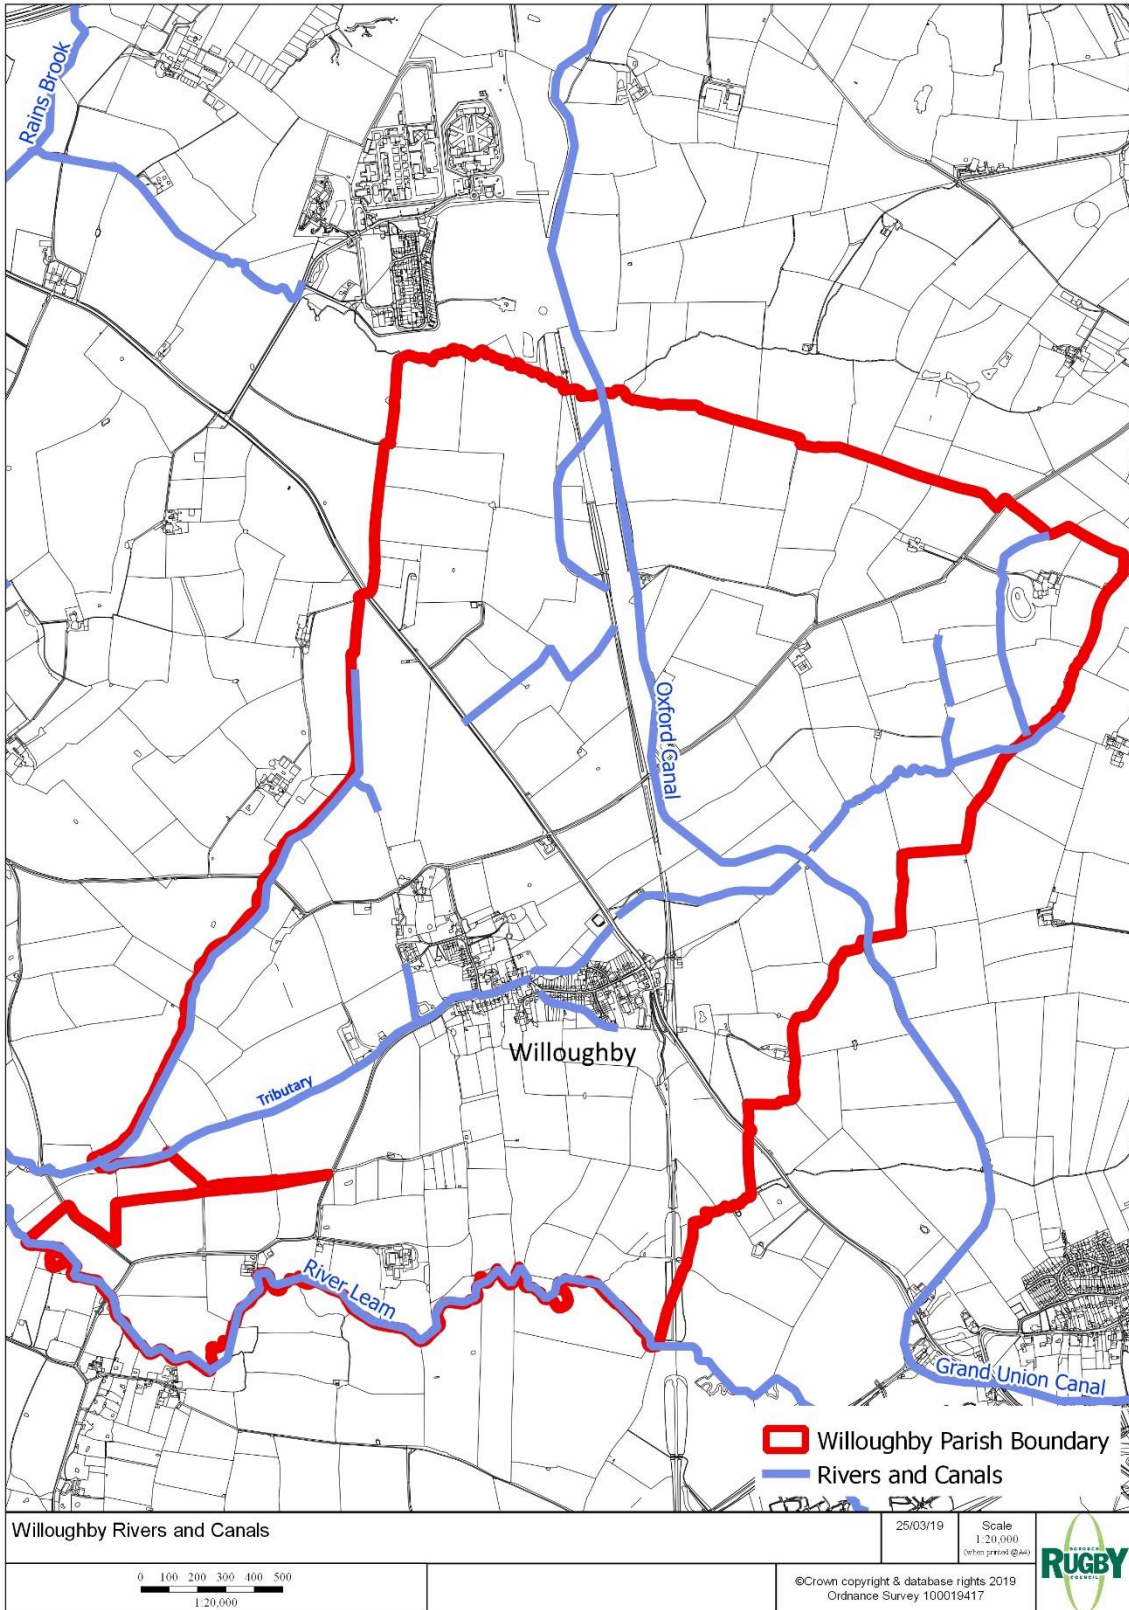 Rains Brook
Oxford Canal
Willoughby
Tributary
River Leam
Grand Union Canal
Willoughby Parish Boundary
Rivers and Canals
Willoughby Rivers and Canals
25/03/19
Scale
1:20,000
(when printed @A4)
0 100 200 300 400 500
1:20,000
©Crown copyright & database rights 2019
Ordnance Survey 100019417
BOROUGH
RUGBY
COUNCIL